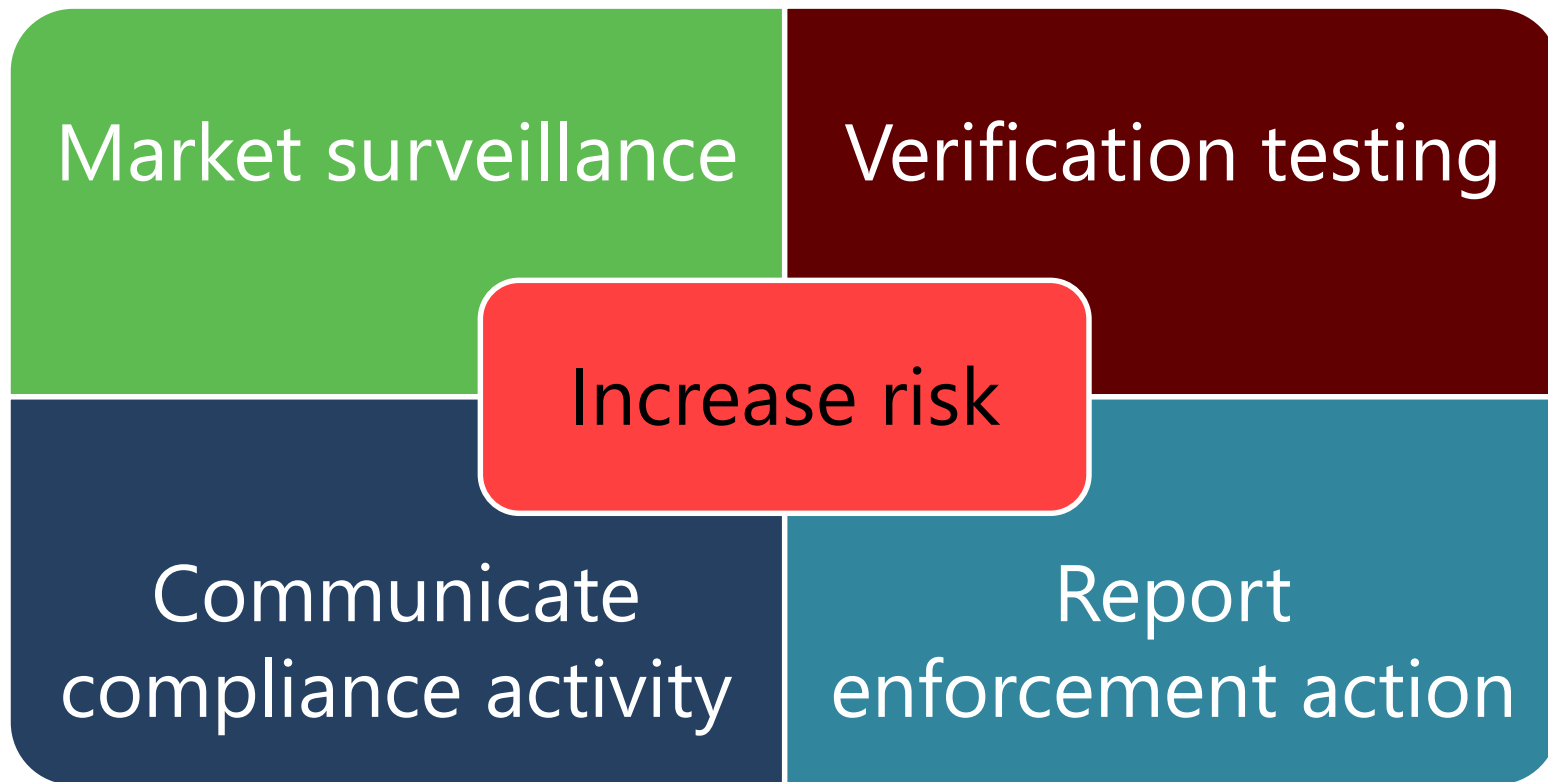 Market surveillance
Verification testing
Increase risk
Communicate
compliance activity
Report
enforcement action